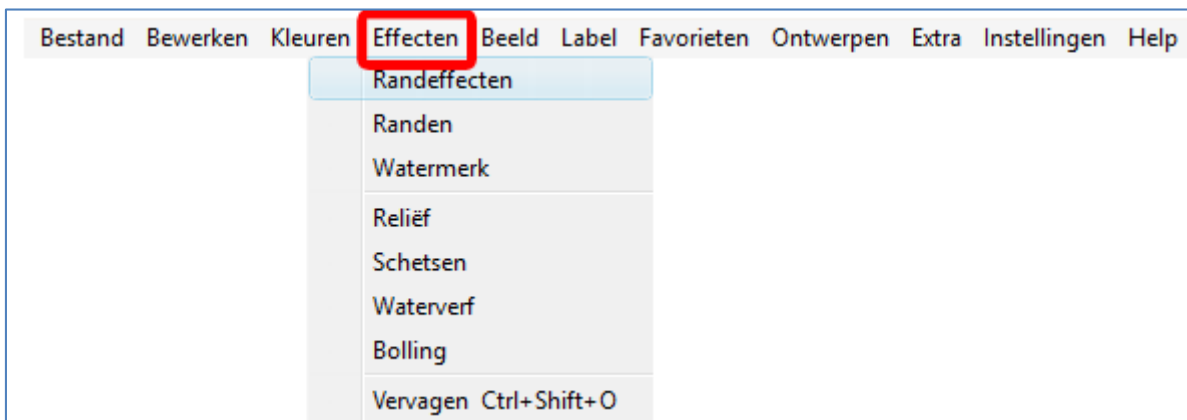 Bestand Bewerken Kleuren Effecten Beeld Label Favorieten Ontwerpen Extra Instellingen Help
Randeffecten
Randen
Watermerk
Reliëf
Schetsen
Waterverf
Bolling
Vervagen Ctrl+Shift+O